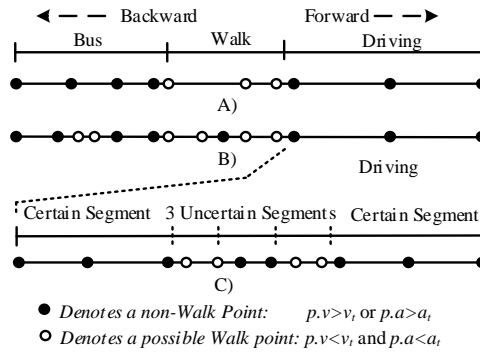 Backward Forward
Bus Walk Driving
A)
B) Driving
Certain Segment 3 Uncertain Segments Certain Segment
C)
Denotes a non-Walk Point: p.v>vt or p.a>at
Denotes a possible Walk point: p.v<vt and p.a<at